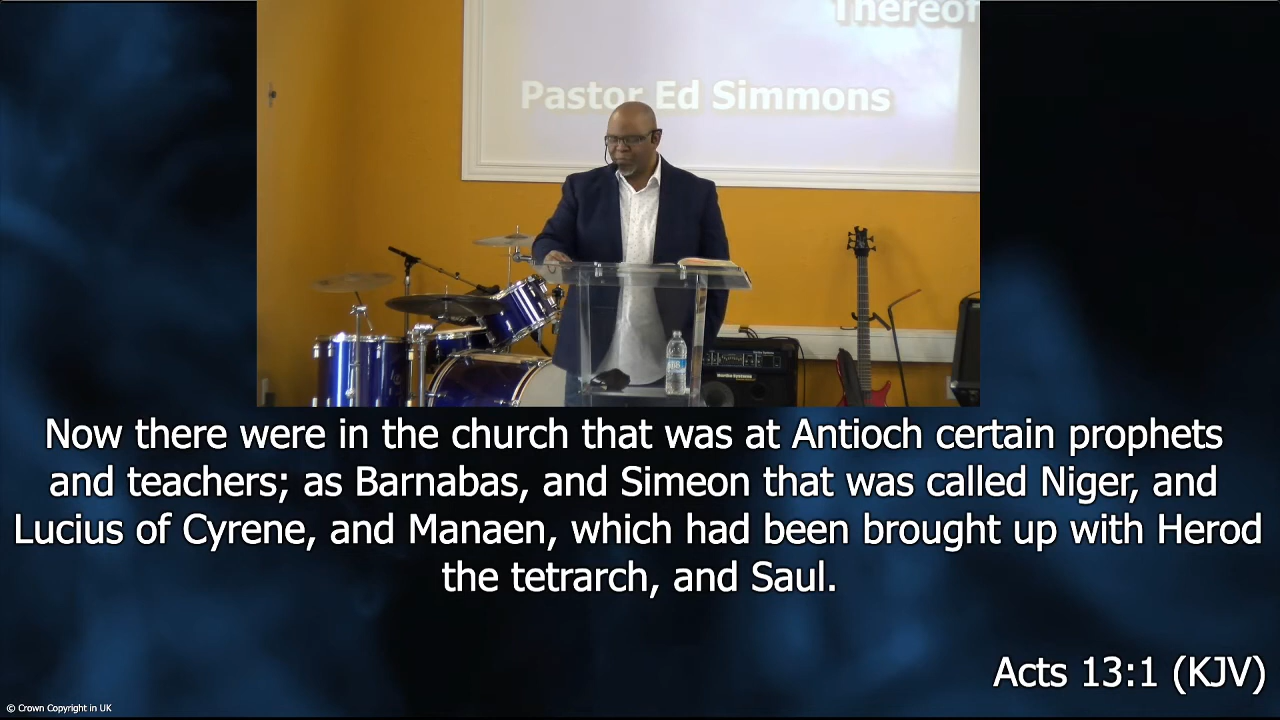 Thereof
Pastor Ed Simmons
Now there were in the church that was at Antioch certain prophets
and teachers; as Barnabas, and Simeon that was called Niger, and
Lucius of Cyrene, and Manaen, which had been brought up with Herod
the tetrarch, and Saul.
Acts 13:1 (KJV)
© Crown Copyright in UK